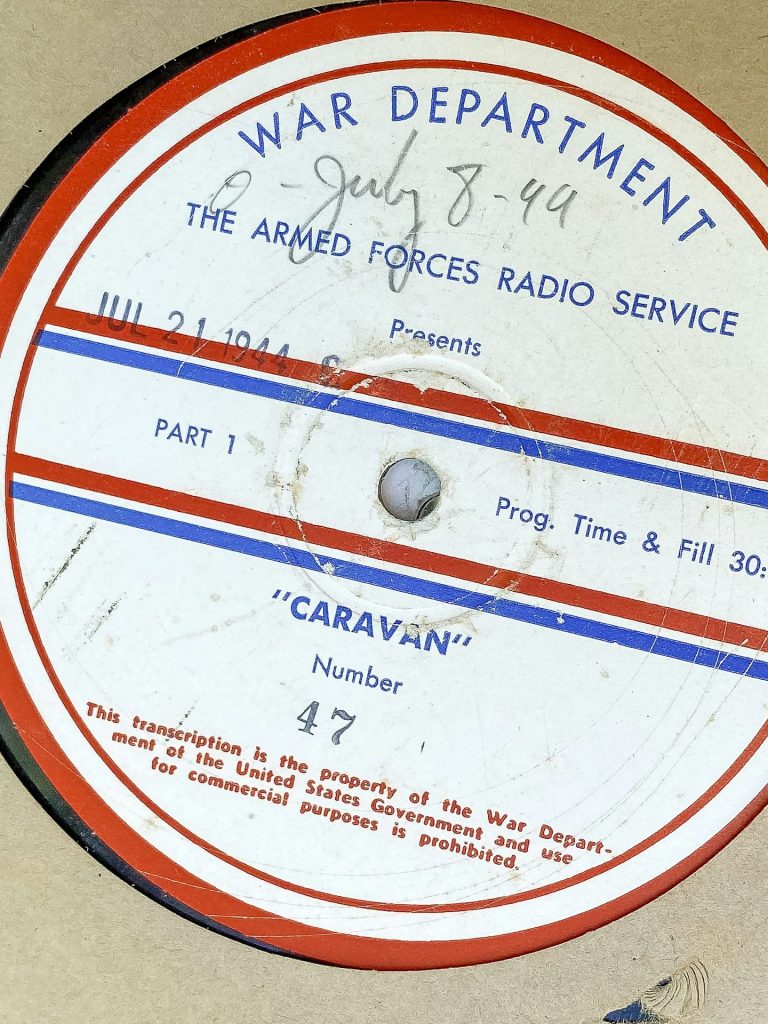 WAR DEPARTMENT
- July 8-44
THE ARMED FORCES RADIO SERVICE
Presents
JUL 21 1944
PART 1
Prog. Time & Fill 30:
"CARAVAN"
Number
47
This transcription is the property of the War Depart-
ment of the United States Government and use
for commercial purposes is prohibited.